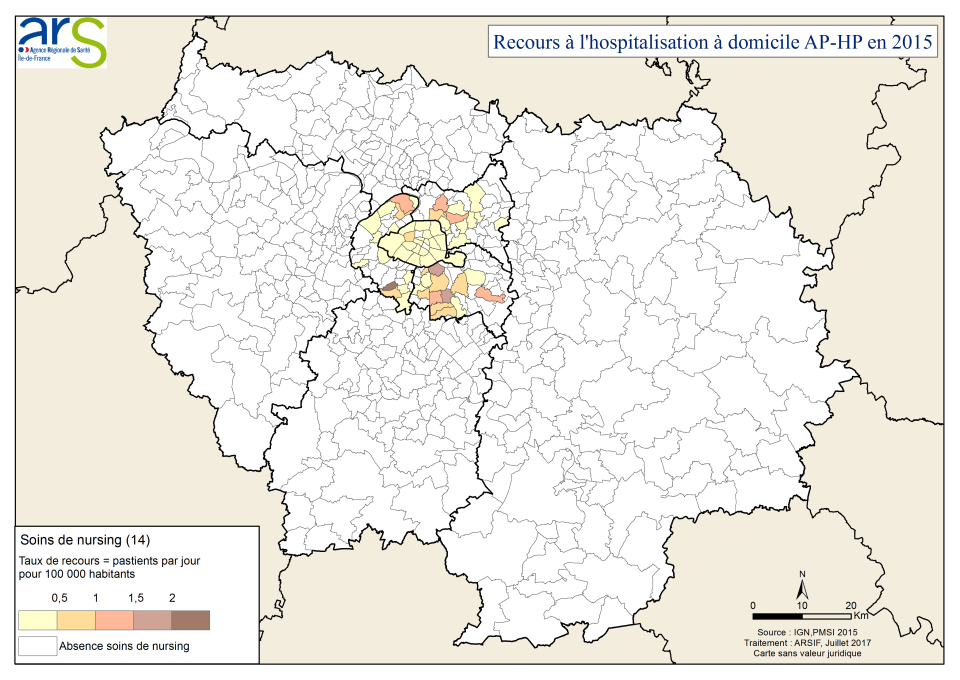 ars
Agence Régionale de Santé
Île-de-France
Recours à l'hospitalisation à domicile AP-HP en 2015
Soins de nursing (14)
Taux de recours = pastients par jour
pour 100 000 habitants
0,5 1 1,5 2
Absence soins de nursing
N
0 10 20
Km
Source : IGN,PMSI 2015
Traitement : ARSIF, Juillet 2017
Carte sans valeur juridique